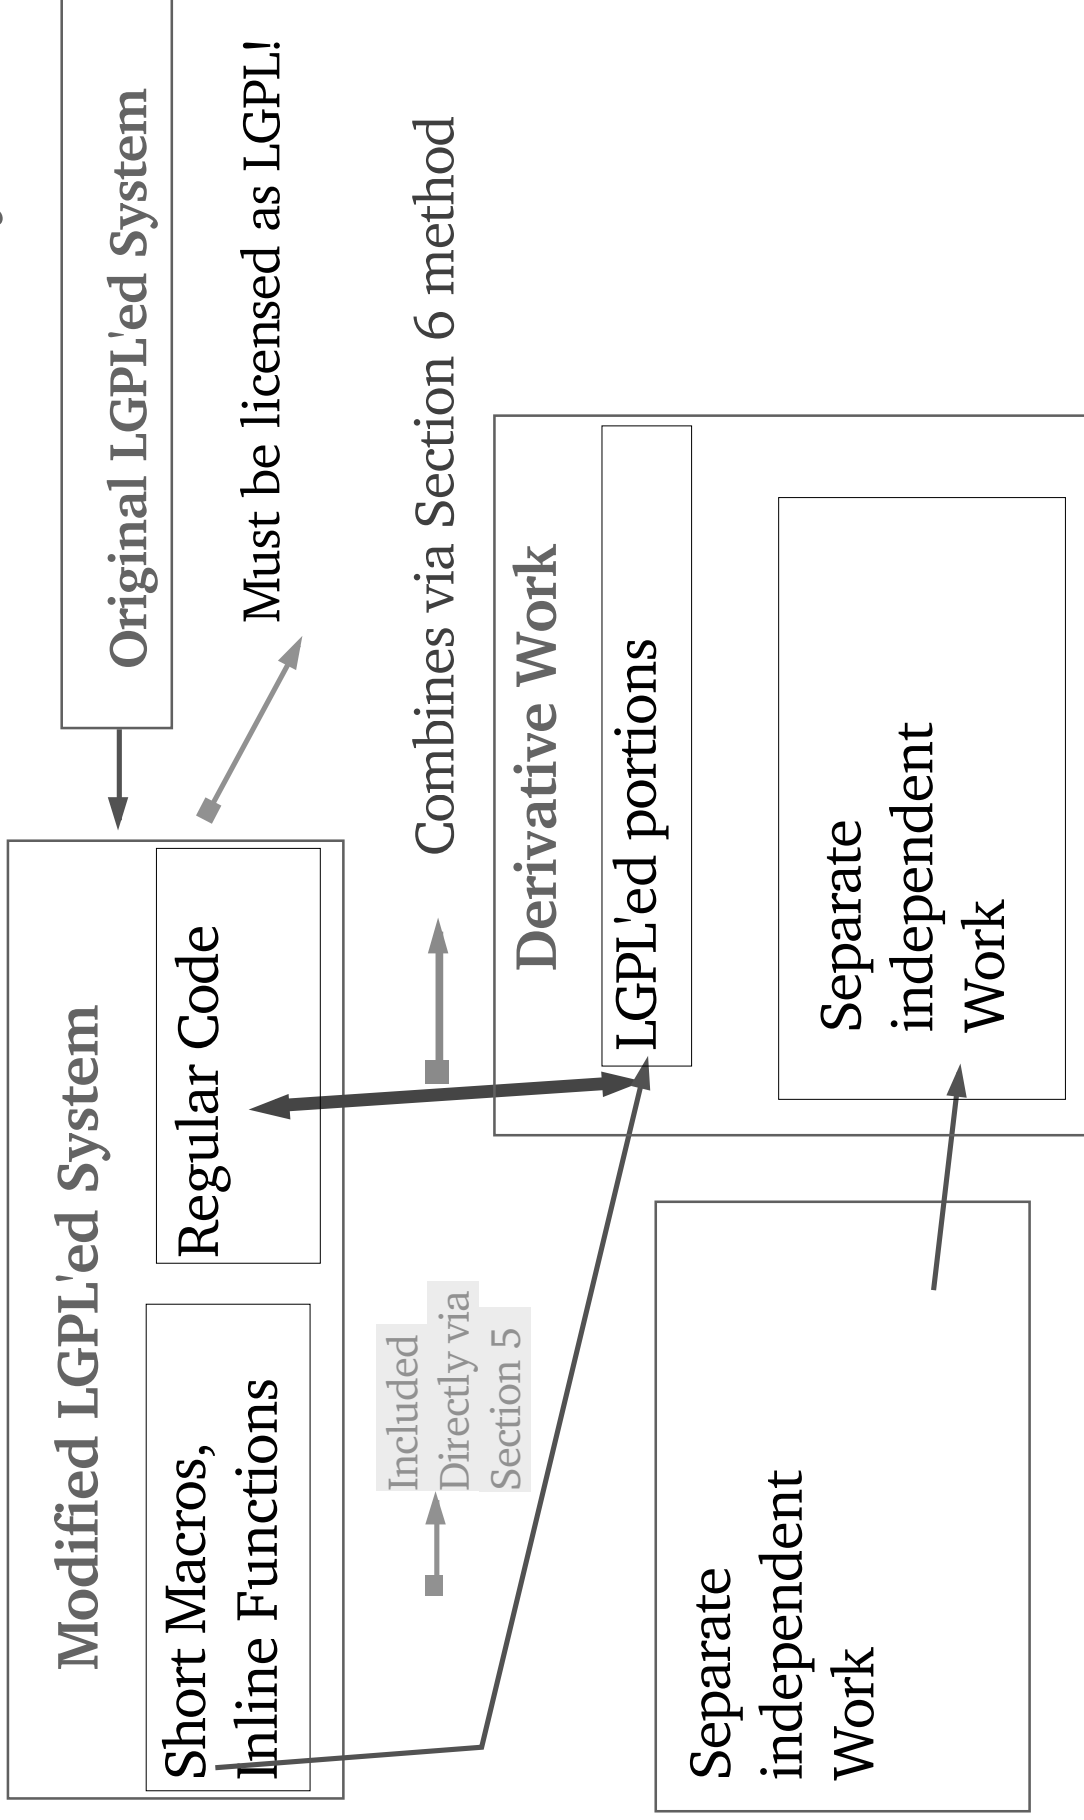 Original LGPL'ed System
Must be licensed as LGPL!
Modified LGPL'ed System
Regular Code
Short Macros,
Inline Functions
Combines via Section 6 method
Included
Directly via
Section 5
Derivative Work
LGPL'ed portions
Separate
independent
Work
Separate
independent
Work